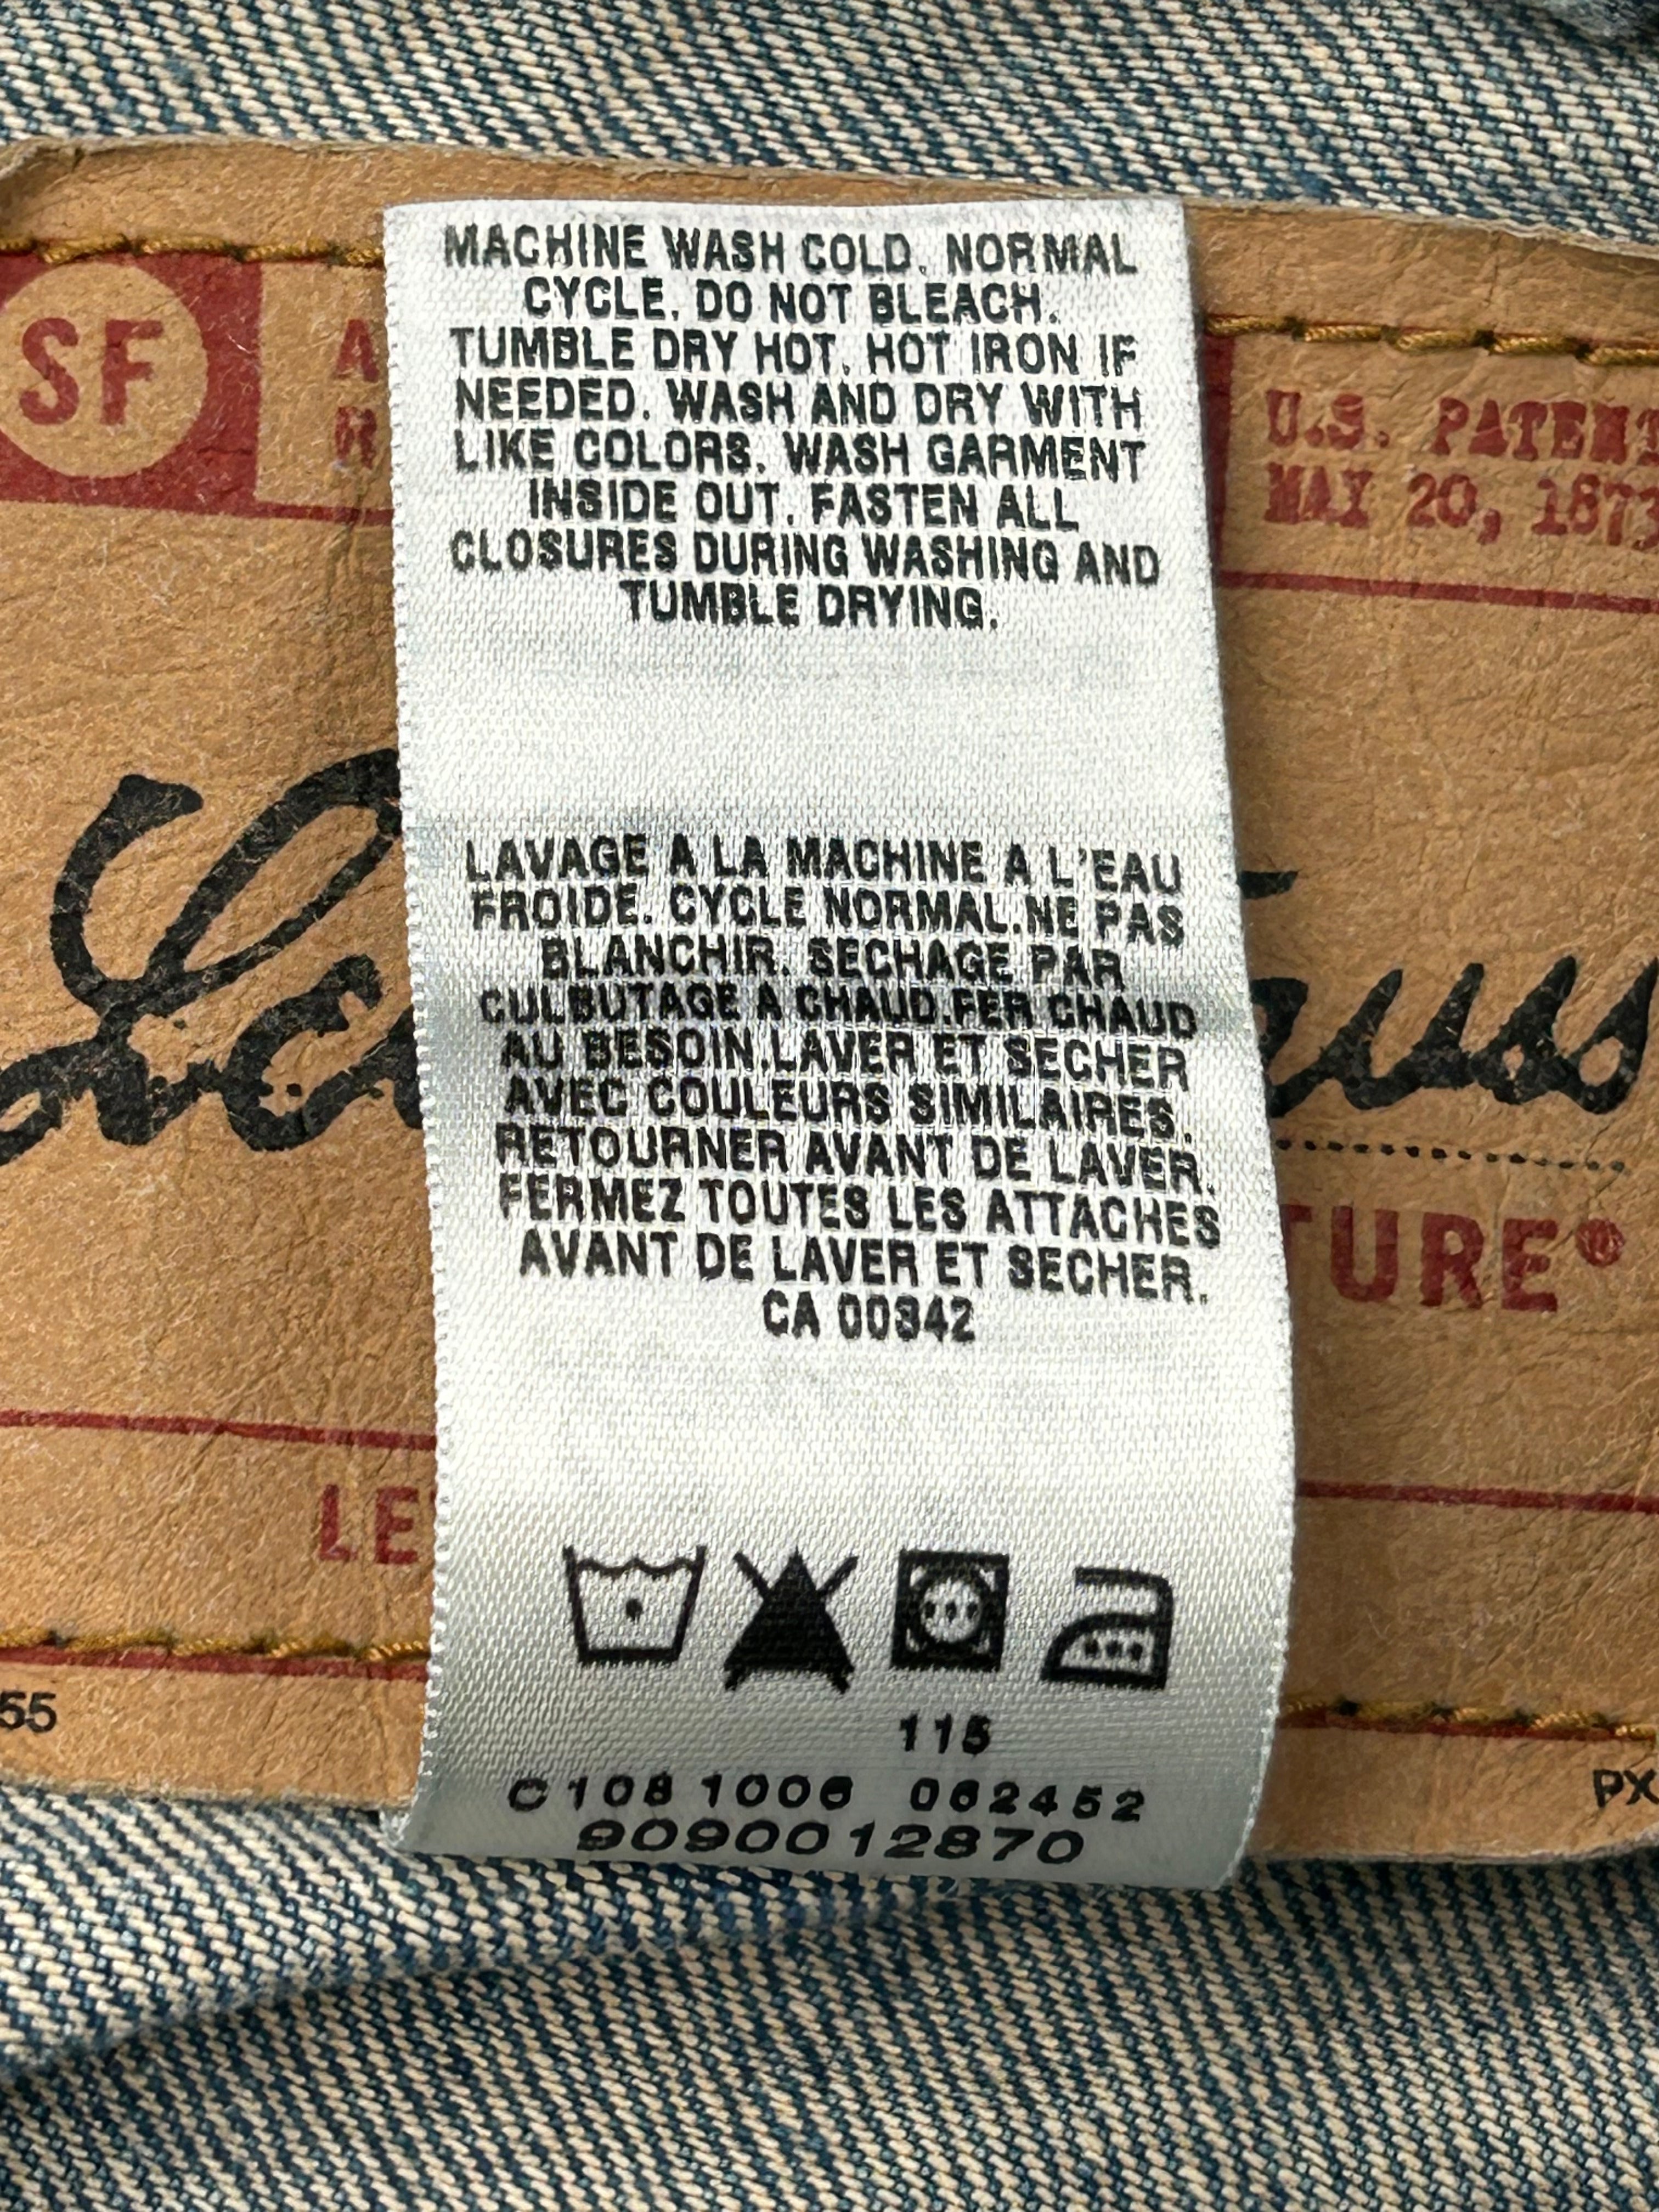 MACHINE WASH COLD. NORMAL
CYCLE. DO NOT BLEACH.
TUMBLE DRY HOT. HOT IRON IF
NEEDED. WASH AND DRY WITH
LIKE COLORS. WASH GARMENT
INSIDE OUT. FASTEN ALL
CLOSURES DURING WASHING AND
TUMBLE DRYING.
LAVAGE A LA MACHINE A L'EAU
FROIDE. CYCLE NORMAL.NE PAS
BLANCHIR. SECHAGE PAR
CULBUTAGE A CHAUD.FER CHAUD
AU BESOIN.LAVER ET SECHER
AVEC COULEURS SIMILAIRES.
RETOURNER AVANT DE LAVER.
FERMEZ TOUTES LES ATTACHES
AVANT DE LAVER ET SECHER.
CA 00342
115
C108 1006 062452
9090012870
SF
A
R
U.S. PATENT
MAY 20, 1873
TURE®
LE
55
PX